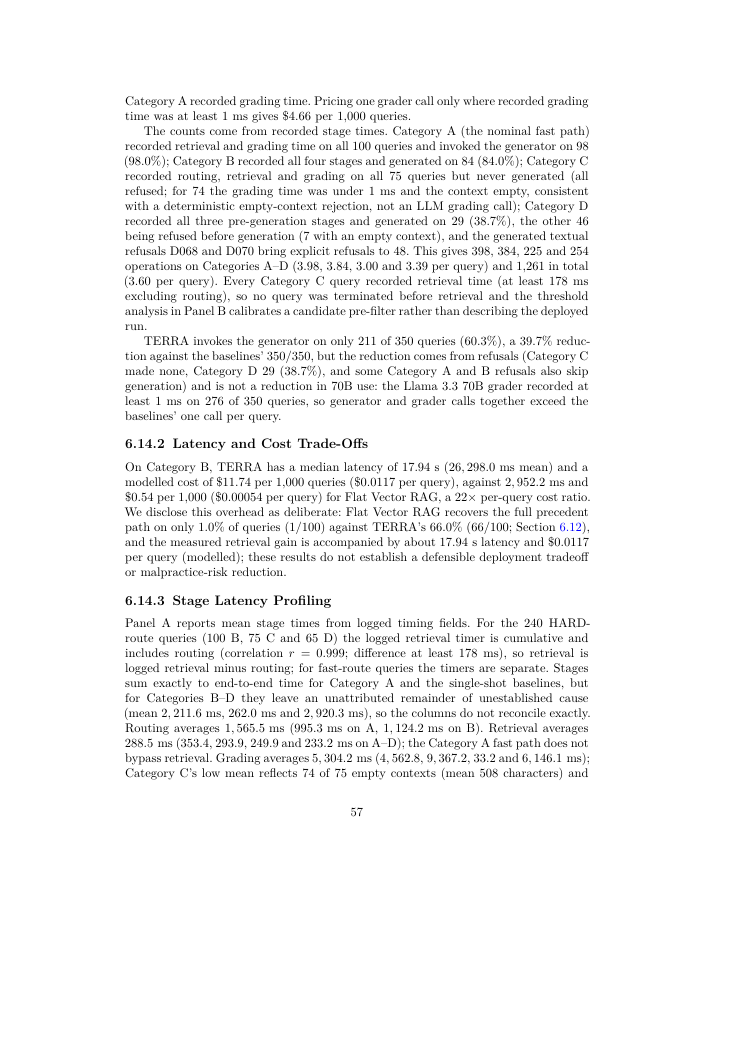 Category A recorded grading time. Pricing one grader call only where recorded grading
time was at least 1 ms gives $4.66 per 1,000 queries.
The counts come from recorded stage times. Category A (the nominal fast path)
recorded retrieval and grading time on all 100 queries and invoked the generator on 98
(98.0%); Category B recorded all four stages and generated on 84 (84.0%); Category C
recorded routing, retrieval and grading on all 75 queries but never generated (all
refused; for 74 the grading time was under 1 ms and the context empty, consistent
with a deterministic empty-context rejection, not an LLM grading call); Category D
recorded all three pre-generation stages and generated on 29 (38.7%), the other 46
being refused before generation (7 with an empty context), and the generated textual
refusals D068 and D070 bring explicit refusals to 48. This gives 398, 384, 225 and 254
operations on Categories A–D (3.98, 3.84, 3.00 and 3.39 per query) and 1,261 in total
(3.60 per query). Every Category C query recorded retrieval time (at least 178 ms
excluding routing), so no query was terminated before retrieval and the threshold
analysis in Panel B calibrates a candidate pre-filter rather than describing the deployed
run.
TERRA invokes the generator on only 211 of 350 queries (60.3%), a 39.7% reduc-
tion against the baselines' 350/350, but the reduction comes from refusals (Category C
made none, Category D 29 (38.7%), and some Category A and B refusals also skip
generation) and is not a reduction in 70B use: the Llama 3.3 70B grader recorded at
least 1 ms on 276 of 350 queries, so generator and grader calls together exceed the
baselines' one call per query.
6.14.2 Latency and Cost Trade-Offs
On Category B, TERRA has a median latency of 17.94 s (26, 298.0 ms mean) and a
modelled cost of $11.74 per 1,000 queries ($0.0117 per query), against 2, 952.2 ms and
$0.54 per 1,000 ($0.00054 per query) for Flat Vector RAG, a 22× per-query cost ratio.
We disclose this overhead as deliberate: Flat Vector RAG recovers the full precedent
path on only 1.0% of queries (1/100) against TERRA's 66.0% (66/100; Section 6.12),
and the measured retrieval gain is accompanied by about 17.94 s latency and $0.0117
per query (modelled); these results do not establish a defensible deployment tradeoff
or malpractice-risk reduction.
6.14.3 Stage Latency Profiling
Panel A reports mean stage times from logged timing fields. For the 240 HARD-
route queries (100 B, 75 C and 65 D) the logged retrieval timer is cumulative and
includes routing (correlation r = 0.999; difference at least 178 ms), so retrieval is
logged retrieval minus routing; for fast-route queries the timers are separate. Stages
sum exactly to end-to-end time for Category A and the single-shot baselines, but
for Categories B–D they leave an unattributed remainder of unestablished cause
(mean 2, 211.6 ms, 262.0 ms and 2, 920.3 ms), so the columns do not reconcile exactly.
Routing averages 1, 565.5 ms (995.3 ms on A, 1, 124.2 ms on B). Retrieval averages
288.5 ms (353.4, 293.9, 249.9 and 233.2 ms on A–D); the Category A fast path does not
bypass retrieval. Grading averages 5, 304.2 ms (4, 562.8, 9, 367.2, 33.2 and 6, 146.1 ms);
Category C's low mean reflects 74 of 75 empty contexts (mean 508 characters) and
57